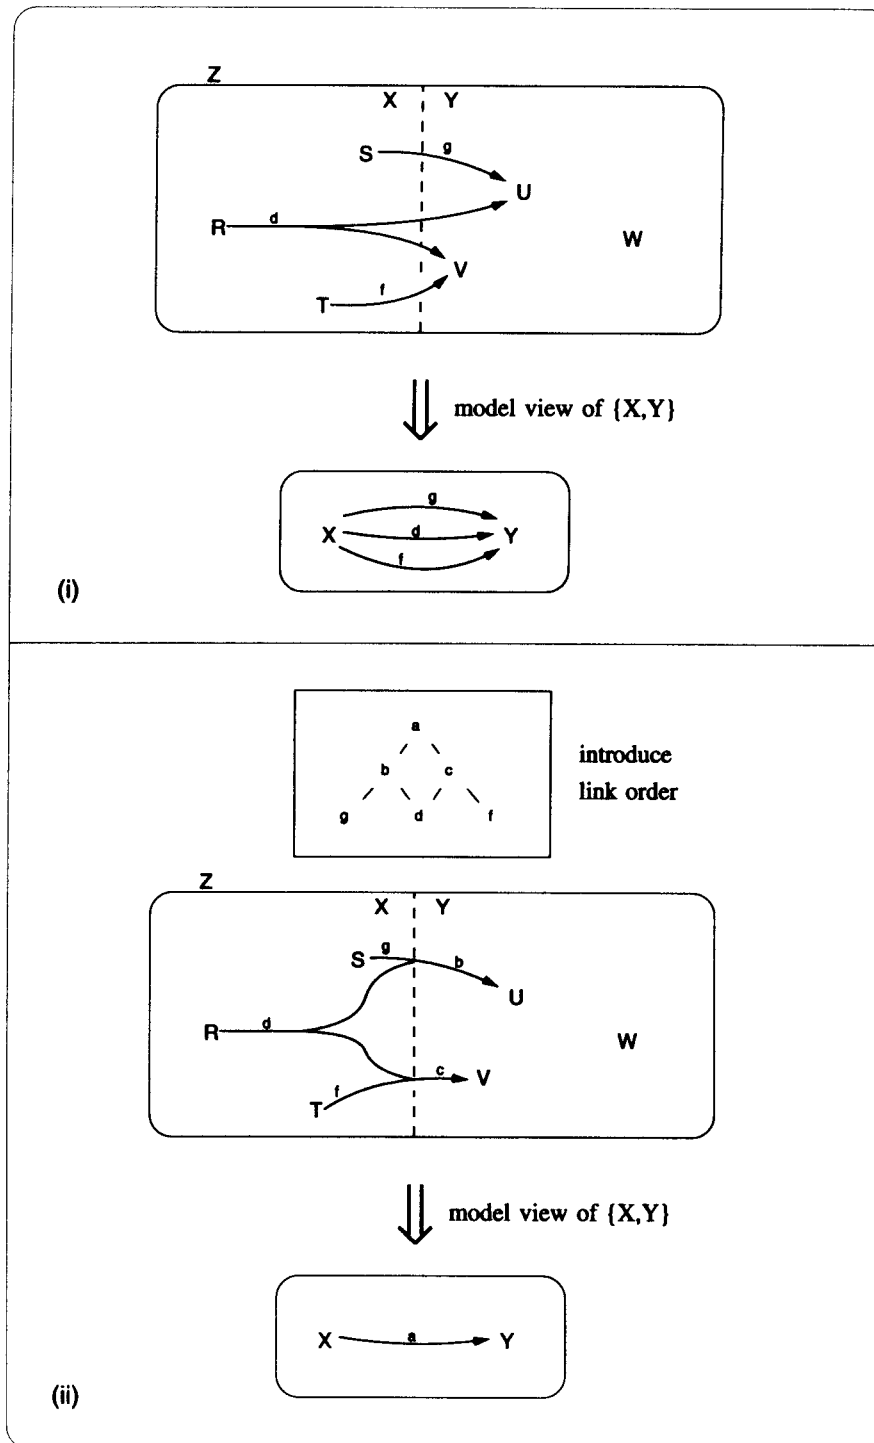 Z
X Y
S g
U
R d
W
V
T f
model view of {X,Y}
g
X d Y
f
(i)
a
introduce
b c
link order
g d f
Z
X Y
S g b
U
R d
W
c V
T f
model view of {X,Y}
X a Y
(ii)